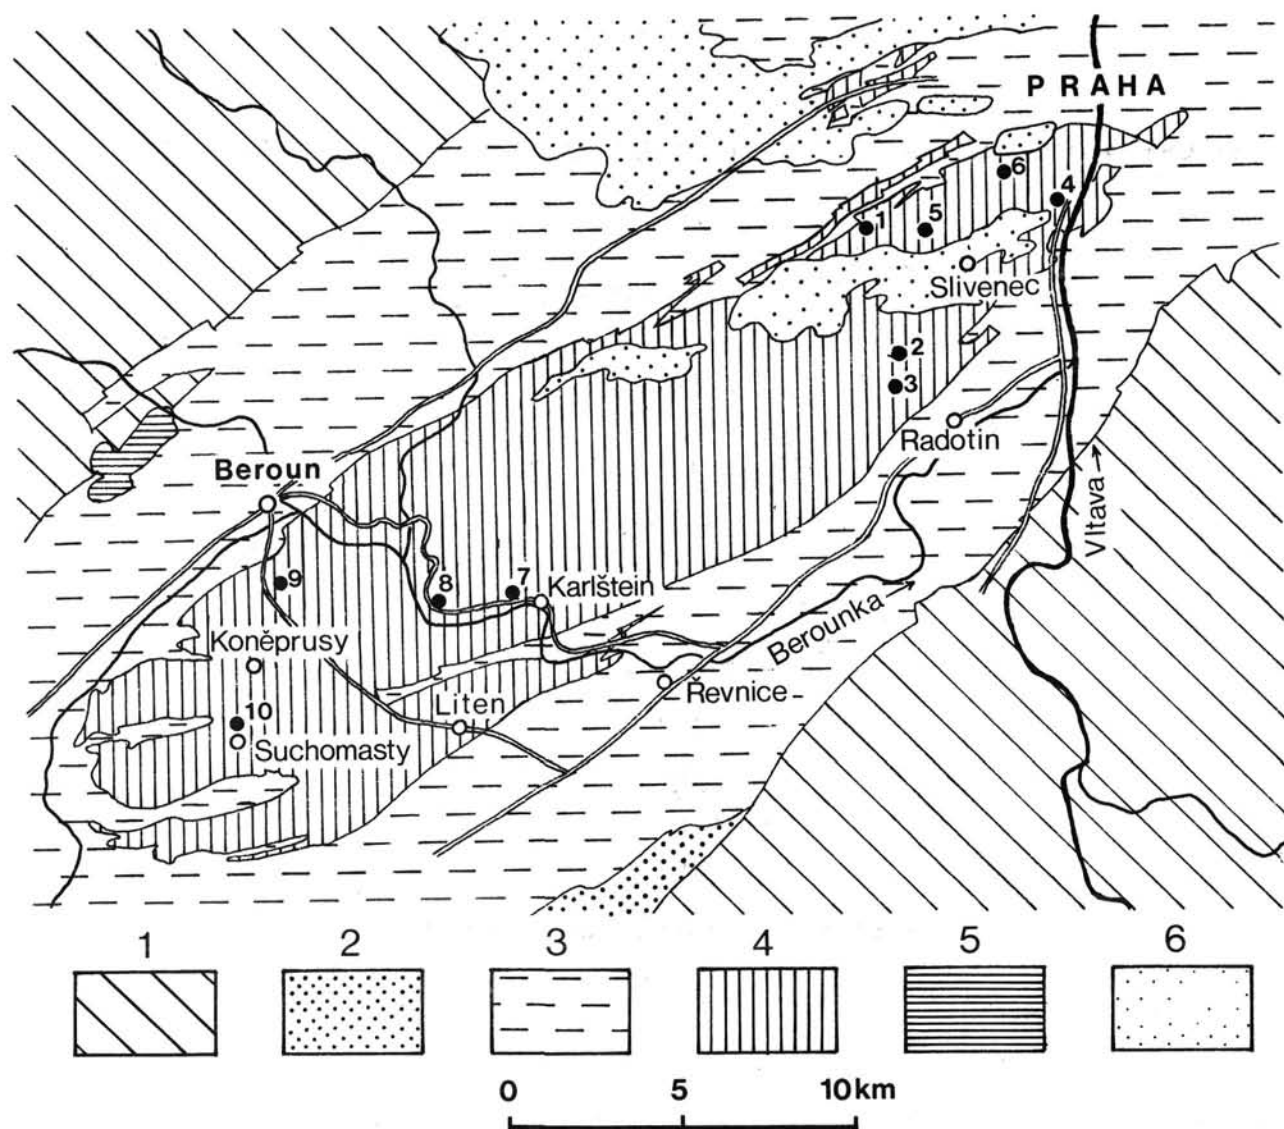 PRAHA
6
4
1
5
Slivenec
2
3
Radotin
Beroun
Vltava
9
8
7
Karlštein
Koněprusy
Berounka
Řevnice
10
Liten
Suchomasty
1 2 3 4 5 6
0 5 10km